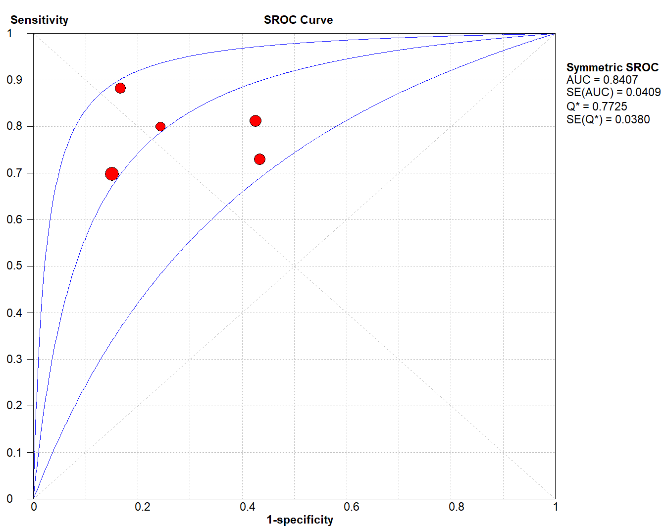 Sensitivity
SROC Curve
1
0.9
0.8
0.7
0.6
0.5
0.4
0.3
0.2
0.1
0
0
0.2
0.4
0.6
0.8
1
1-specificity
Symmetric SROC
AUC = 0.8407
SE(AUC) = 0.0409
Q* = 0.7725
SE(Q*) = 0.0380